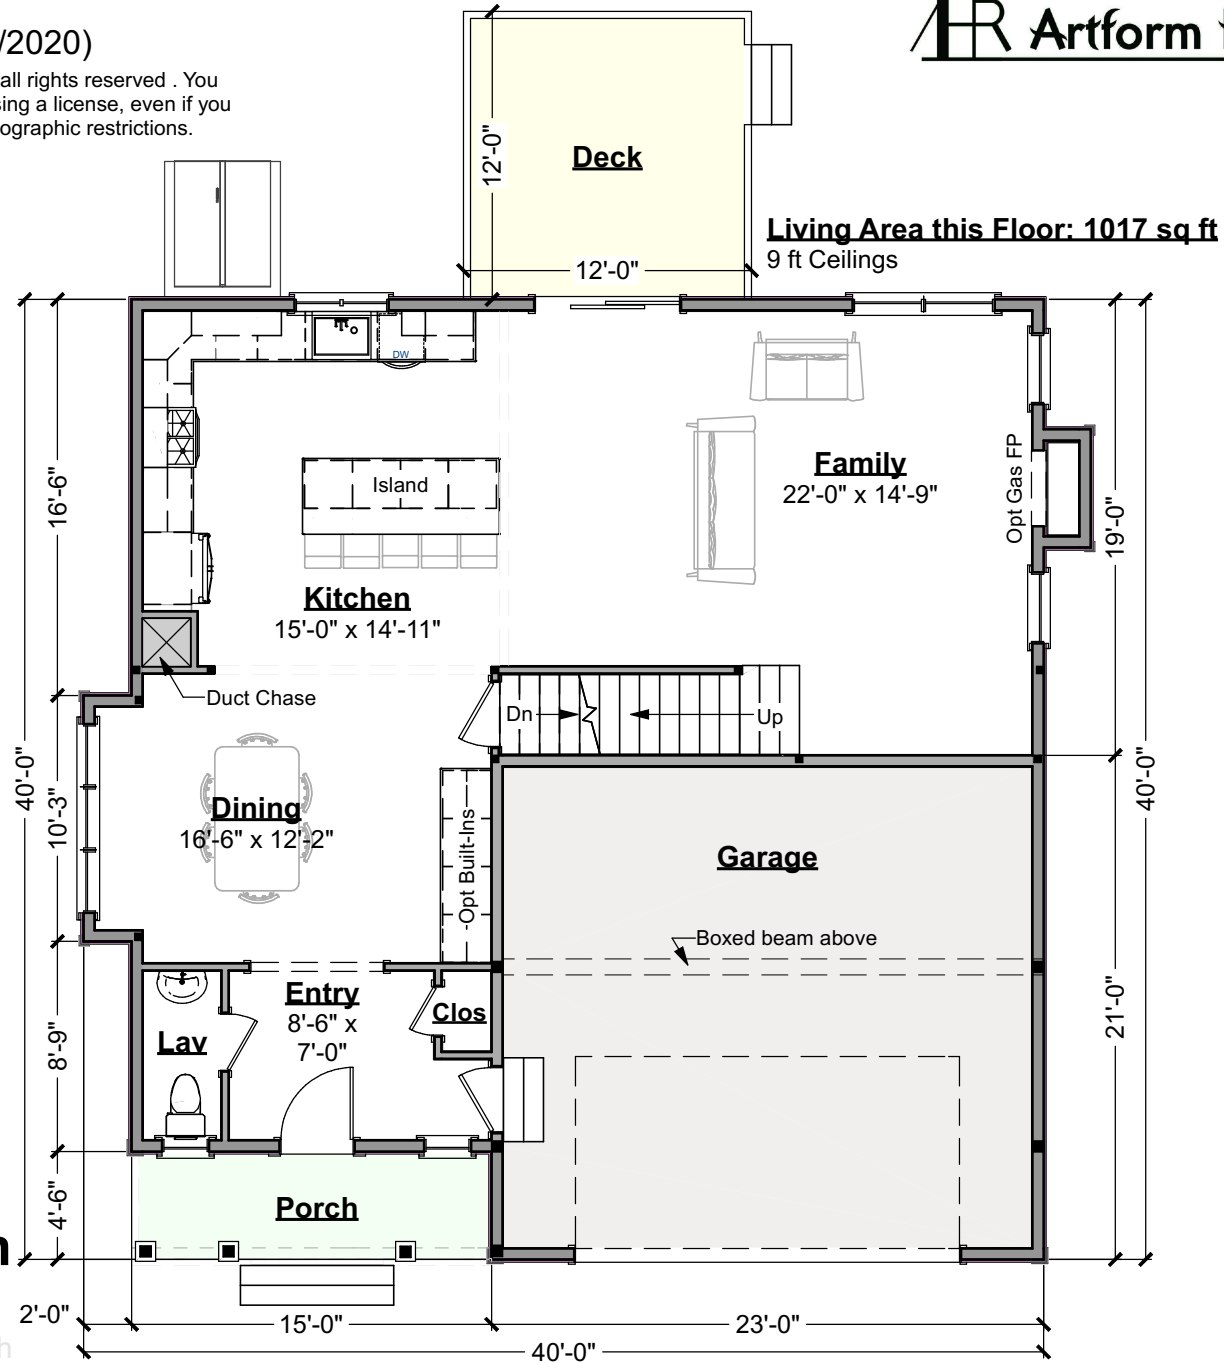 /2020)
all rights reserved . You
sing a license, even if you
ographic restrictions.
AHR Artform
12'-0"
Deck
12'-0"
Living Area this Floor: 1017 sq ft
9 ft Ceilings
DW
Island
Family
22'-0" x 14'-9"
Opt Gas FP
16'-6"
19'-0"
Kitchen
15'-0" x 14'-11"
Duct Chase
Dn
Up
40'-0"
10'-3"
Dining
16'-6" x 12'-2"
Opt Built-Ins
Garage
40'-0"
Boxed beam above
Entry
8'-6" x
7'-0"
Clos
Lav
8'-9"
21'-0"
4'-6"
Porch
n
2'-0"
15'-0"
23'-0"
h
40'-0"